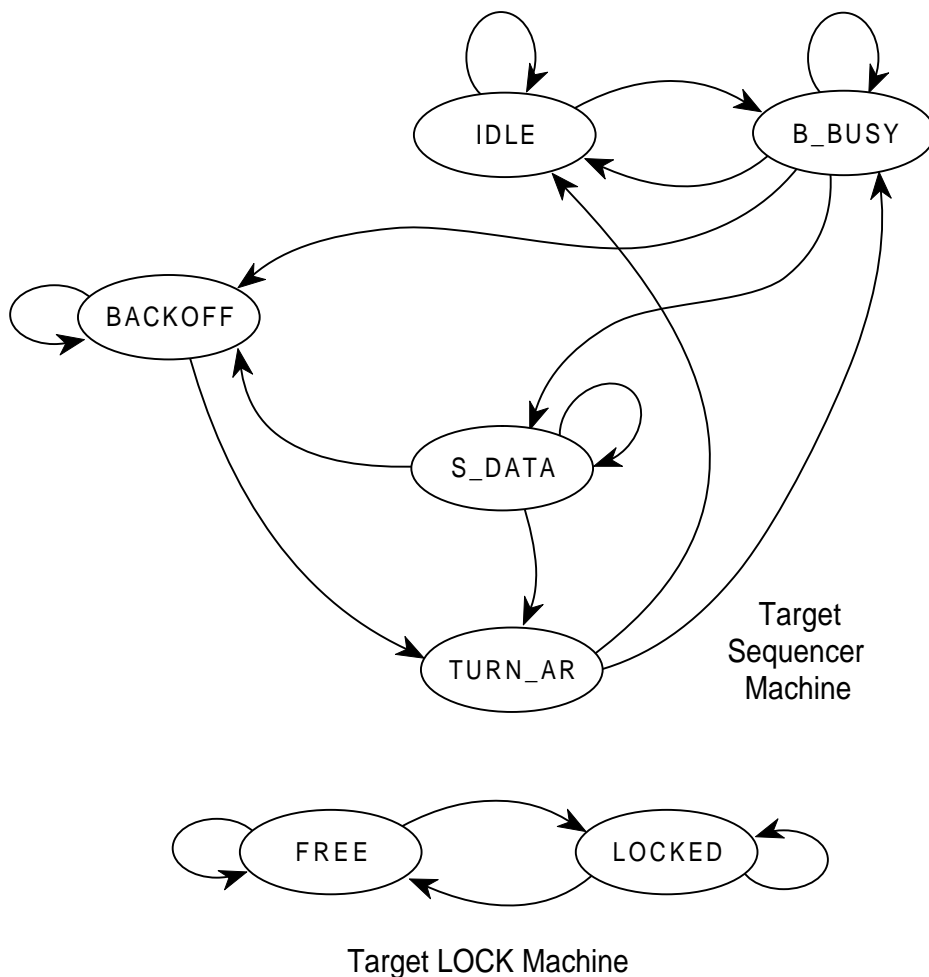 IDLE
B_BUSY
BACKOFF
S_DATA
TURN_AR
Target
Sequencer
Machine
FREE
LOCKED
Target LOCK Machine